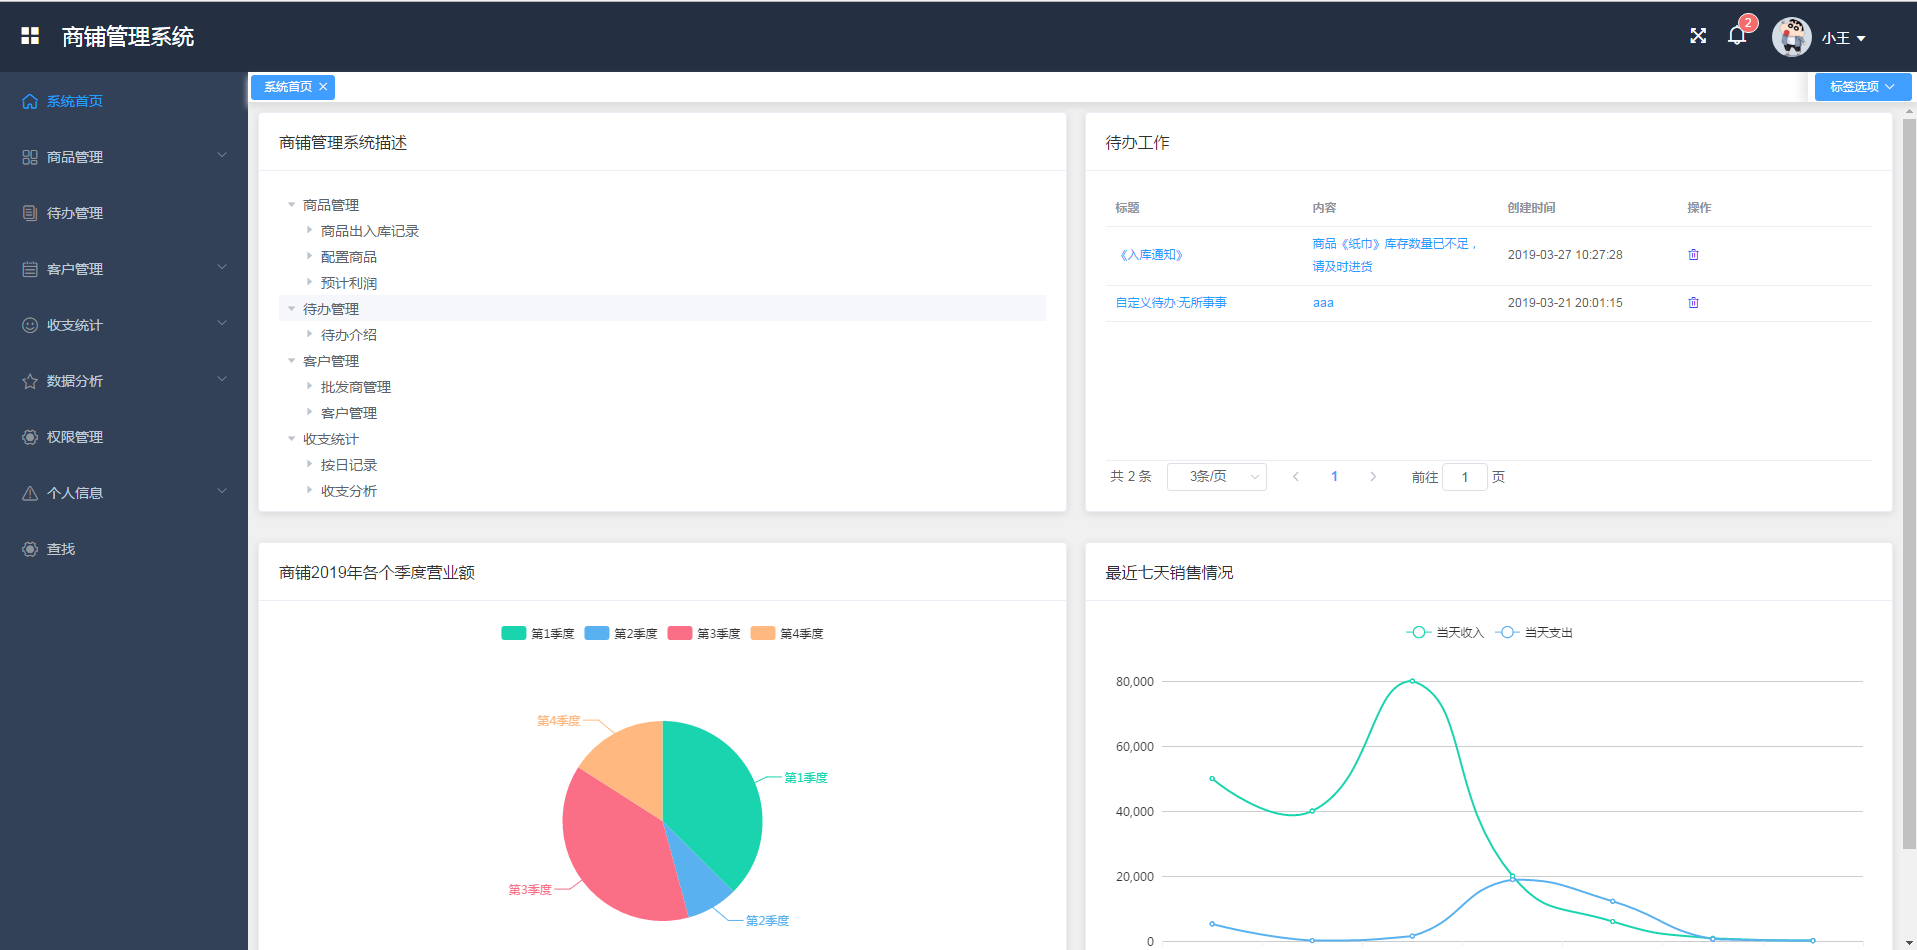 商铺管理系统
2
小王
系统首页
商品管理
待办管理
客户管理
收支统计
数据分析
权限管理
个人信息
查找
系统首页
标签选项
商铺管理系统描述
商品管理
商品出入库记录
配置商品
预计利润
待办管理
待办介绍
客户管理
批发商管理
客户管理
收支统计
按日记录
收支分析
待办工作
标题 内容 创建时间 操作
《入库通知》 商品《纸巾》库存数量已不足，
请及时进货 2019-03-27 10:27:28
自定义待办:无所事事 aaa 2019-03-21 20:01:15
共 2 条 3条/页 1 前往 1 页
商铺2019年各个季度营业额
第1季度 第2季度 第3季度 第4季度
第4季度
第1季度
第3季度
第2季度
最近七天销售情况
当天收入 当天支出
80,000
60,000
40,000
20,000
0